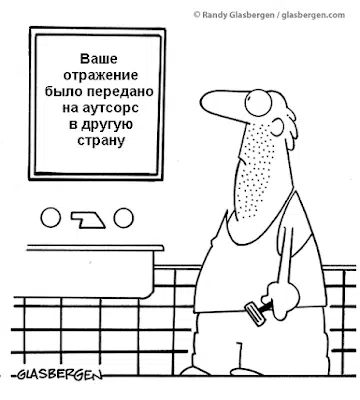 © Randy Glasbergen / glasbergen.com
Ваше
отражение
было передано
на аутсорс
в другую
страну
GLASBERGEN